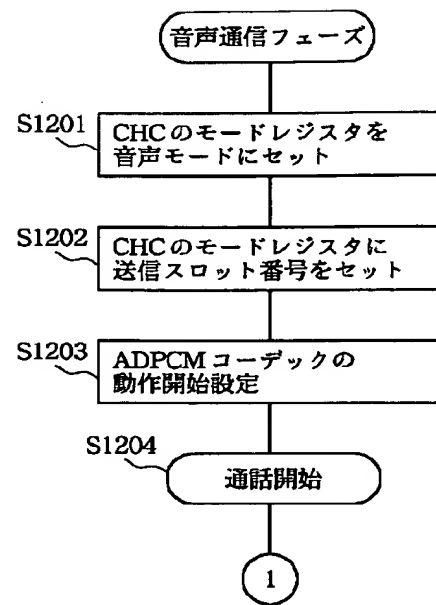 音声通信フェーズ
S1201
CHCのモードレジスタを
音声モードにセット
S1202
CHCのモードレジスタに
送信スロット番号をセット
S1203
ADPCMコーデックの
動作開始設定
S1204
通話開始
1